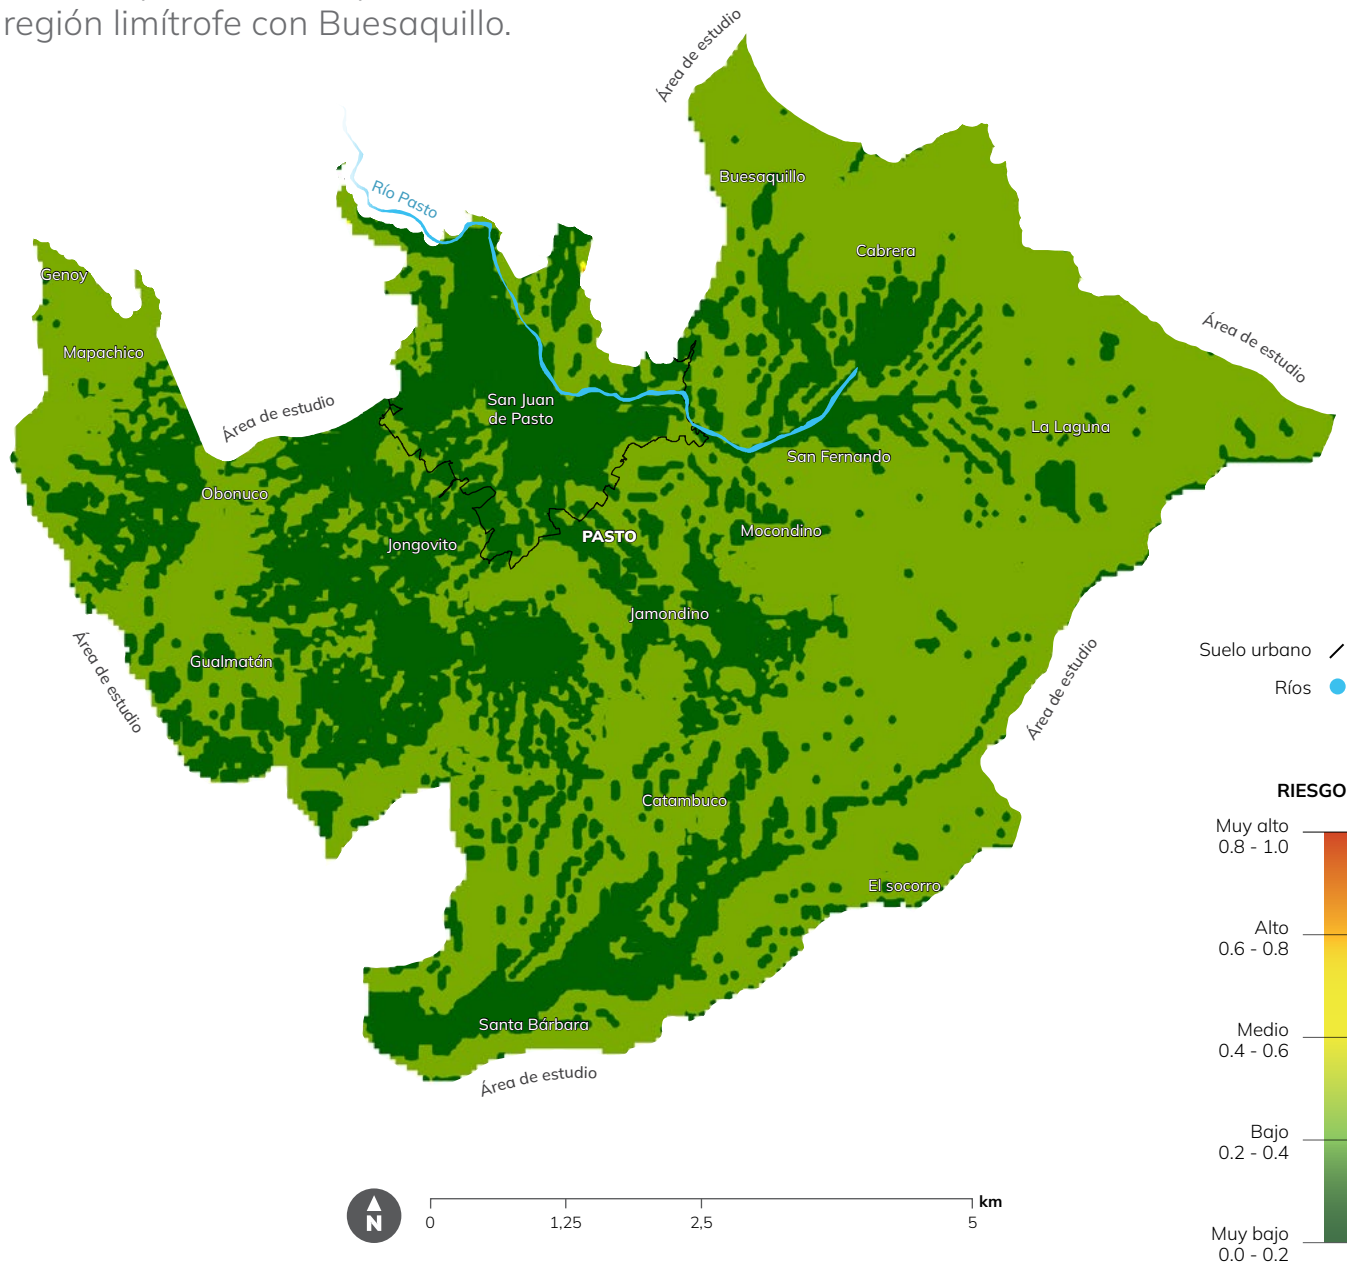 región limítrofe con Buesaquillo.
Área de estudio
Río Pasto
Buesaquillo
Cabrera
Genoy
Mapachico
Área de estudio
Área de estudio
San Juan
de Pasto
La Laguna
San Fernando
Obonuco
Jongovito
PASTO
Mocondino
Jamondino
Gualmatán
Área de estudio
Área de estudio
Suelo urbano
Ríos
Catambuco
El socorro
Santa Bárbara
Área de estudio
RIESGO
Muy alto
0.8 - 1.0
Alto
0.6 - 0.8
Medio
0.4 - 0.6
Bajo
0.2 - 0.4
Muy bajo
0.0 - 0.2
N
0
1,25
2,5
5
km